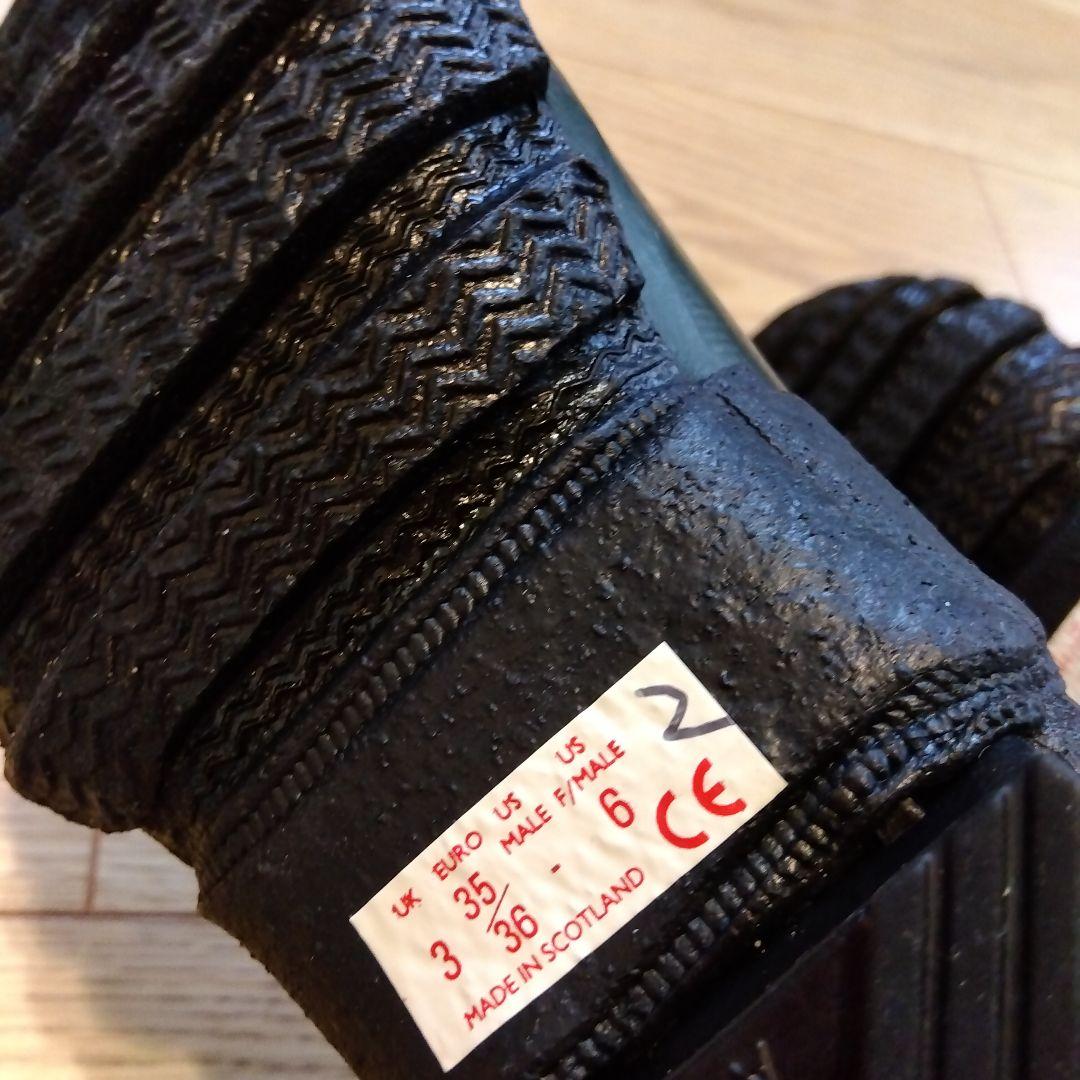 UK EURO US MALE US F/MALE
3 35/36 - 6
MADE IN SCOTLAND
CE
2